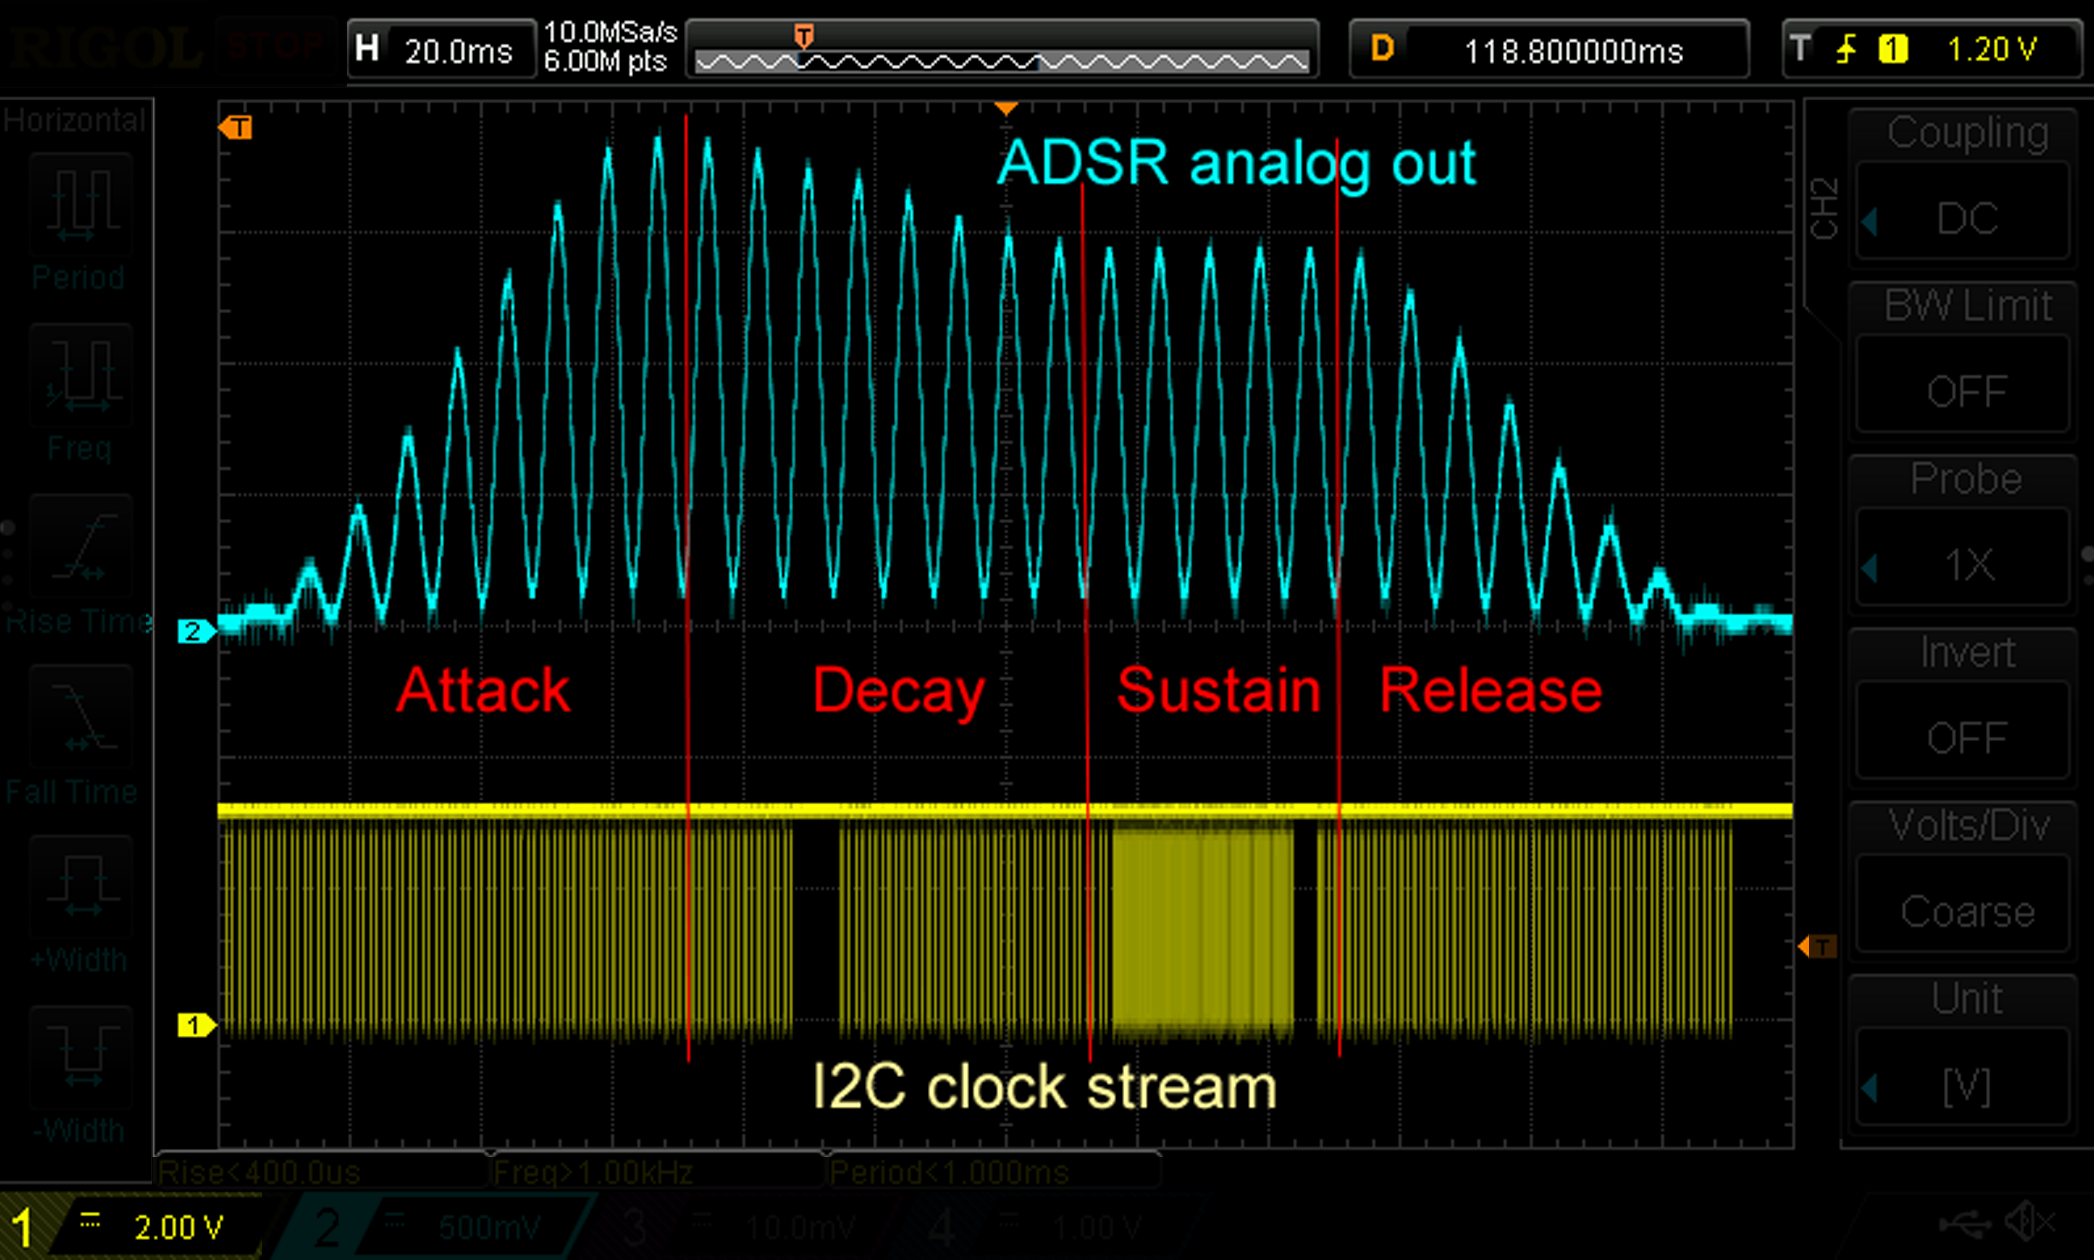 RIGOL STOP H 20.0ms 10.0MSa/s 6.00M pts T D 118.800000ms T 1 1.20 V
Horizontal
Period
Freq
Rise Time
Fall Time
+Width
-Width
T
ADSR analog out
2
Attack Decay Sustain Release
1
I2C clock stream
T
CH2
Coupling
DC
BW Limit
OFF
Probe
1X
Invert
OFF
Volts/Div
Coarse
Unit
[V]
Rise<400.0us Freq>1.00kHz Period<1.000ms
1 2.00 V 2 500mV 3 10.0mV 4 1.00 V